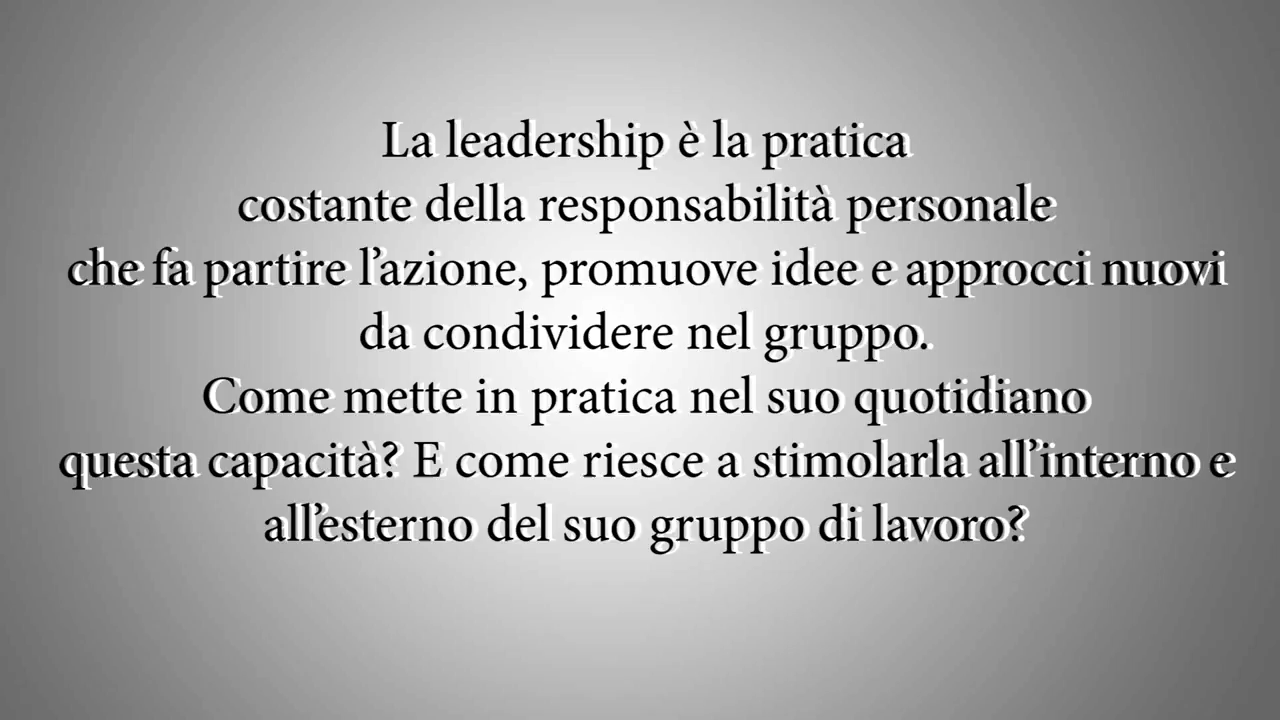 La leadership è la pratica
costante della responsabilità personale
che fa partire l’azione, promuove idee e approcci nuovi
da condividere nel gruppo.
Come mette in pratica nel suo quotidiano
questa capacità? E come riesce a stimolarla all’interno e
all’esterno del suo gruppo di lavoro?